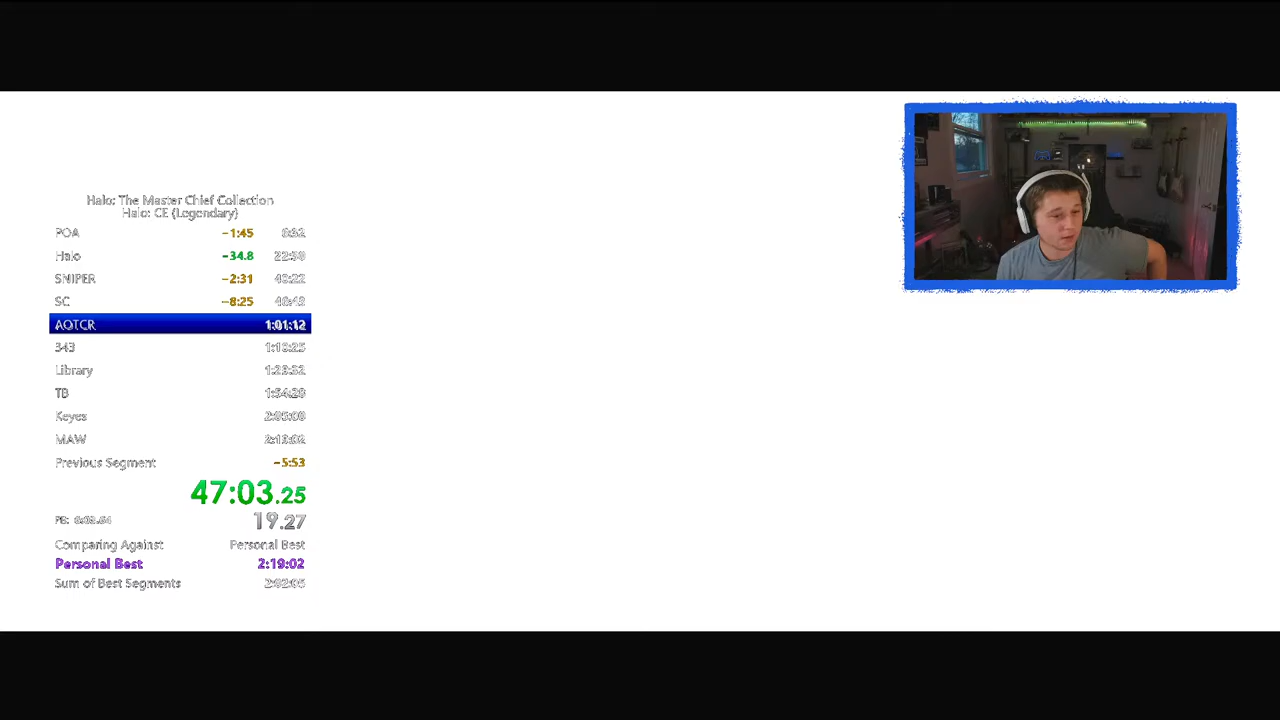 Halo: The Master Chief Collection
Halo: CE (Legendary)
POA -1:45
Halo -34.8 22:58
SNIPER -2:31
SC -8:25
AOTCR 1:01:12
343
Library
TB
Keyes
MAW
Previous Segment -5:53
47:03.25
PB: 19.27
Comparing Against Personal Best
Personal Best 2:19:02
Sum of Best Segments